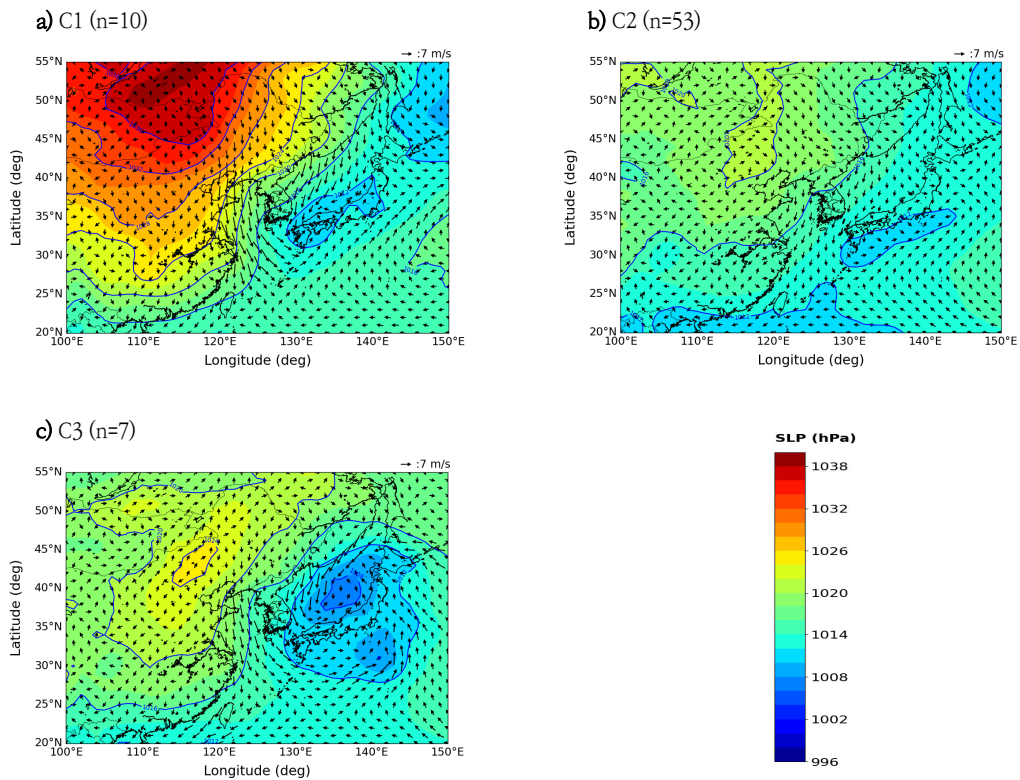 a) C1 (n=10)
b) C2 (n=53)
:7 m/s
:7 m/s
55°N
50°N
45°N
40°N
35°N
30°N
25°N
20°N
Latitude (deg)
100°E 110°E 120°E 130°E 140°E 150°E
Longitude (deg)
55°N
50°N
45°N
40°N
35°N
30°N
25°N
20°N
Latitude (deg)
100°E 110°E 120°E 130°E 140°E 150°E
Longitude (deg)
c) C3 (n=7)
:7 m/s
55°N
50°N
45°N
40°N
35°N
30°N
25°N
20°N
Latitude (deg)
100°E 110°E 120°E 130°E 140°E 150°E
Longitude (deg)
SLP (hPa)
1038
1032
1026
1020
1014
1008
1002
996